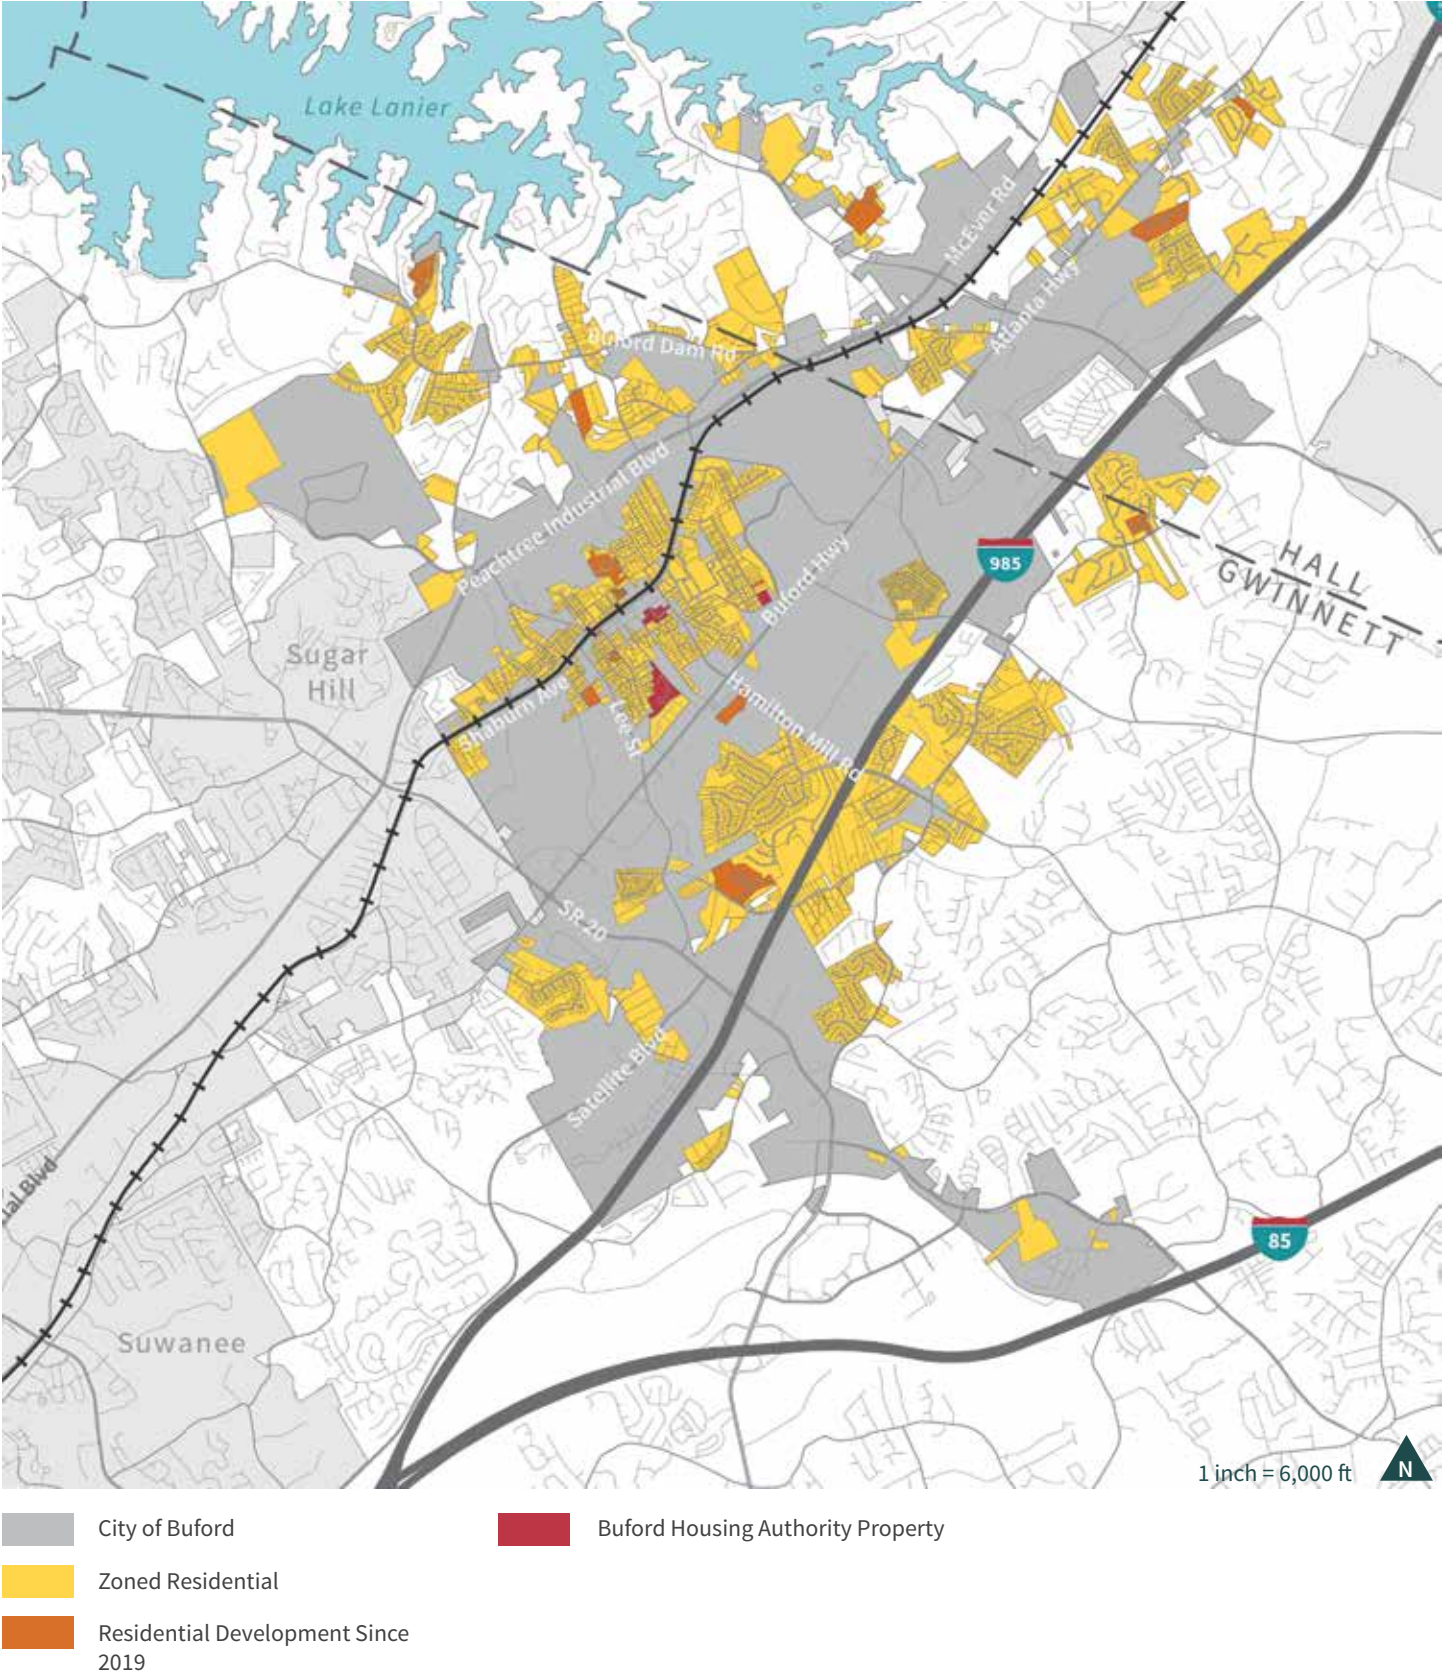 Lake Lanier
McEver Rd
Atlanta Hwy
Buford Dam Rd
Peachtree Industrial Blvd
985
HALL
GWINNETT
Buford Hwy
Sugar
Hill
Hamilton Mill Rd
Shadburn Ave
Lee St
SR 20
Satellite Blvd
ial Blvd
85
Suwanee
1 inch = 6,000 ft
N
City of Buford
Buford Housing Authority Property
Zoned Residential
Residential Development Since
2019